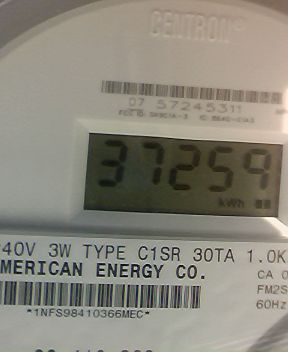 CENTRON®
07 57245311
37259
kWh
40V 3W TYPE C1SR 30TA 1.0K
MERICAN ENERGY CO.
CA 0
FM2S
60Hz
*1NFS98410366MEC*